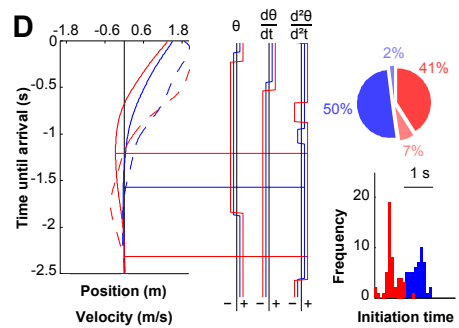 D
-1.8 -0.6 0.6 1.8
θ
dθ
dt
d²θ
d²t
0
-0.5
-1
-1.5
-2
-2.5
Time until arrival (s)
Position (m)
Velocity (m/s)
− +
− +
− +
2%
41%
50%
7%
1 s
20
10
0
Frequency
Initiation time